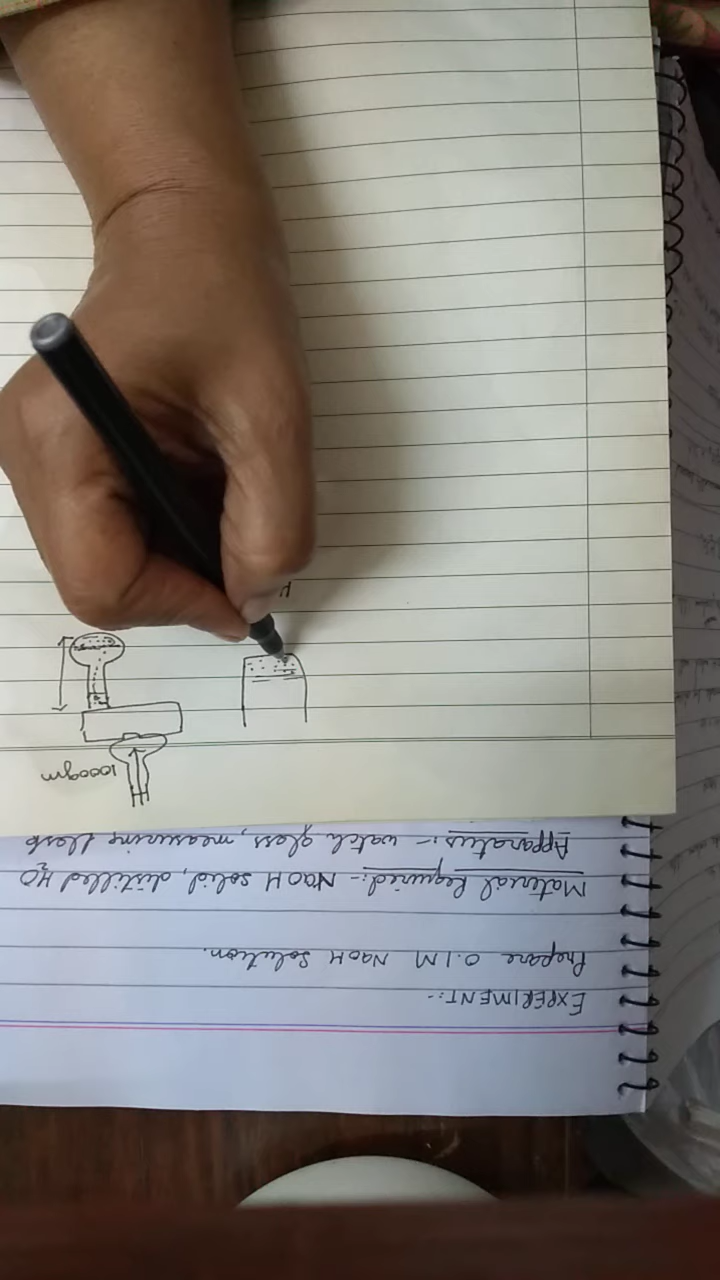 EXPERIMENT:-
Prepare 0.1M NaOH Solution.
Material Required:- NaOH solid, distilled H2O
Apparatus:- watch glass, measuring flask
1000gm